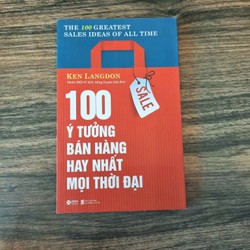 THE 100 GREATEST
SALES IDEAS OF ALL TIME
KEN LANGDON
SALE
100
Ý TƯỞNG
BÁN HÀNG
HAY NHẤT
MỌI THỜI ĐẠI